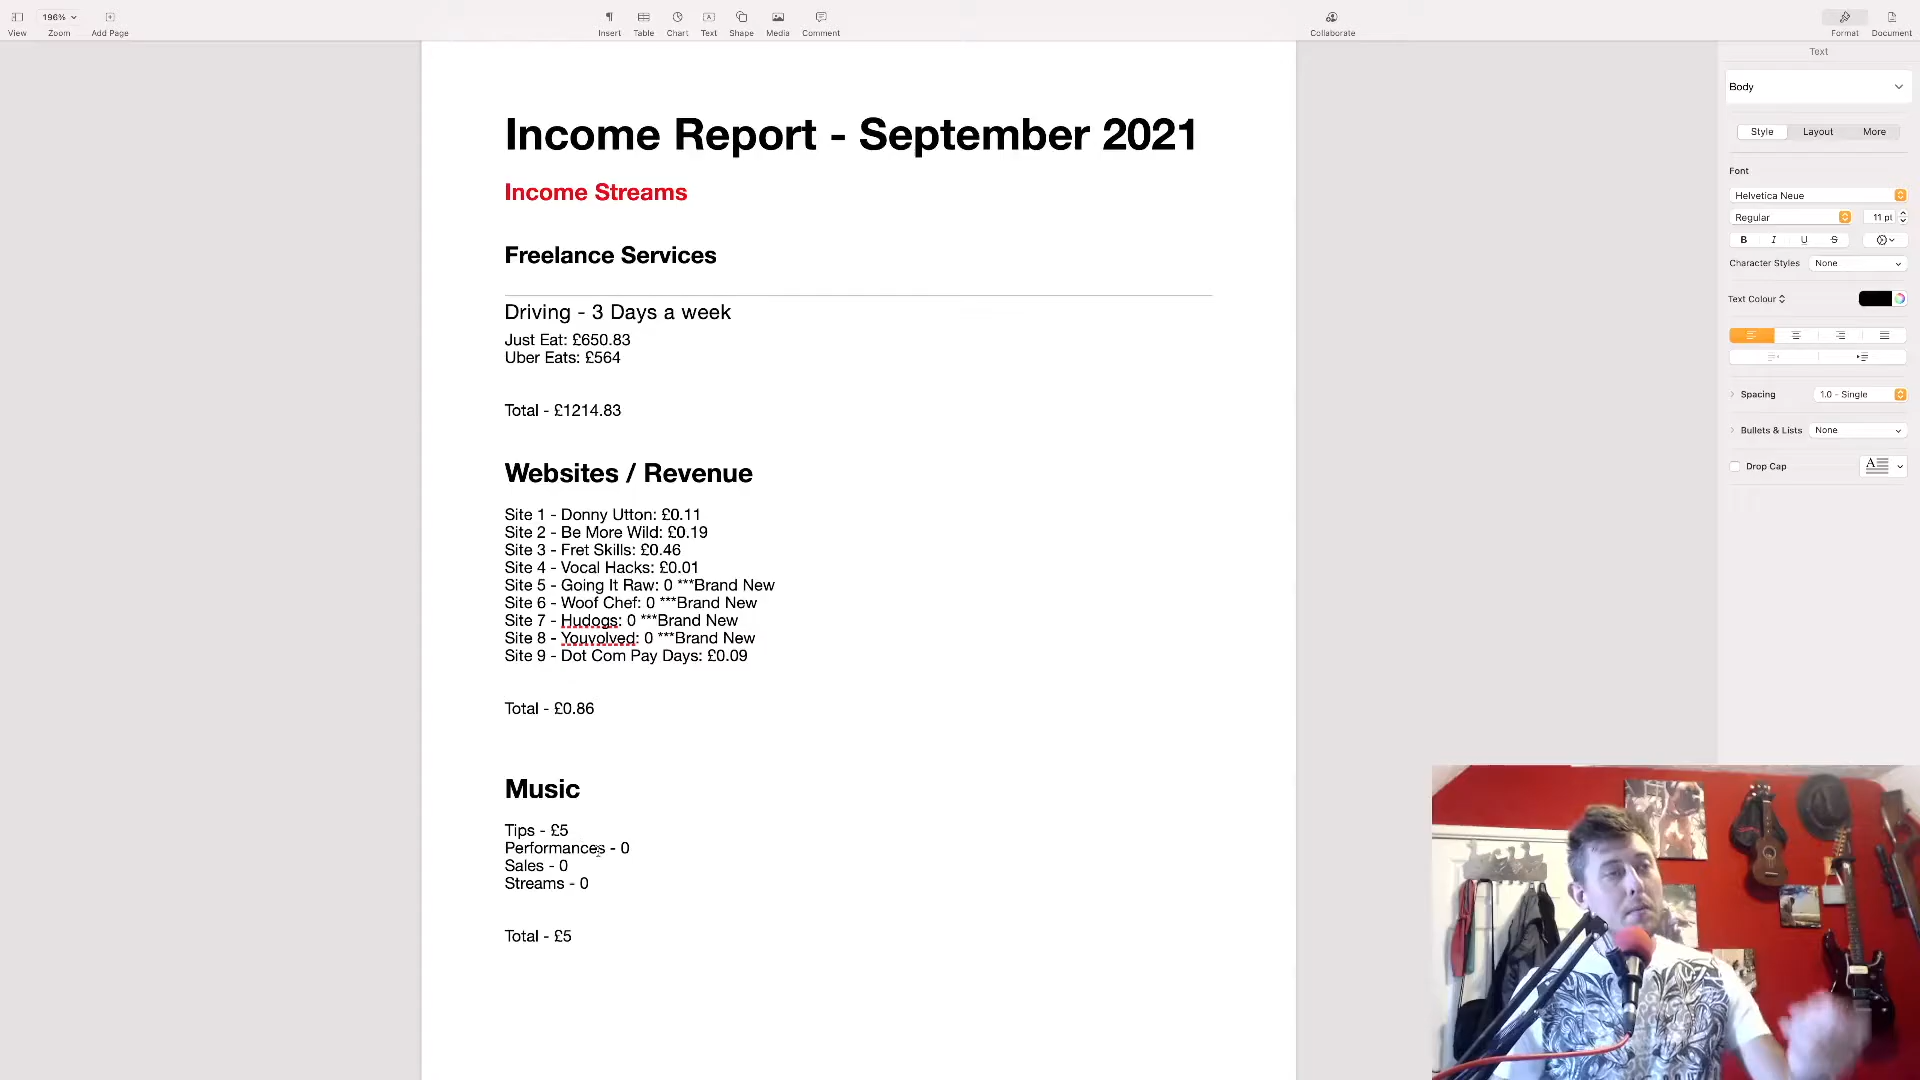 196%
View
Zoom
Add Page
Insert
Table
Chart
Text
Shape
Media
Comment
Collaborate
Format
Document
Income Report - September 2021
Income Streams
Freelance Services
Driving - 3 Days a week
Just Eat: £650.83
Uber Eats: £564
Total - £1214.83
Websites / Revenue
Site 1 - Donny Utton: £0.11
Site 2 - Be More Wild: £0.19
Site 3 - Fret Skills: £0.46
Site 4 - Vocal Hacks: £0.01
Site 5 - Going It Raw: 0 ***Brand New
Site 6 - Woof Chef: 0 ***Brand New
Site 7 - Hudogs: 0 ***Brand New
Site 8 - Youvolved: 0 ***Brand New
Site 9 - Dot Com Pay Days: £0.09
Total - £0.86
Music
Tips - £5
Performances - 0
Sales - 0
Streams - 0
Total - £5
Text
Body
Style Layout More
Font
Helvetica Neue
Regular 11 pt
B I U S
Character Styles None
Text Colour
Spacing 1.0 - Single
Bullets & Lists None
Drop Cap A